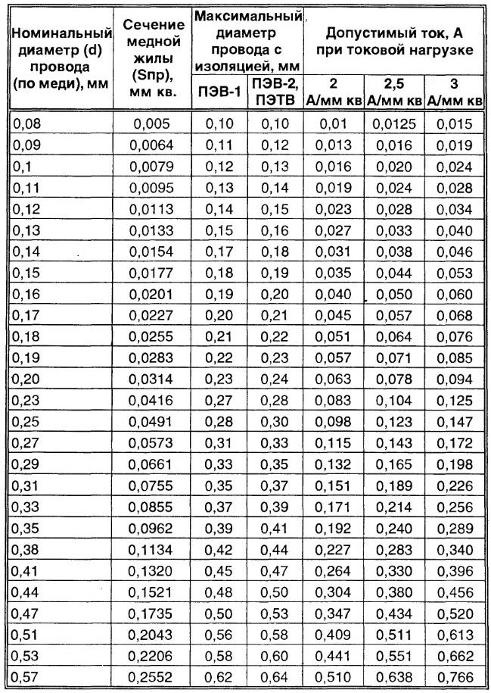 Номинальный диаметр (d) провода (по меди), мм | Сечение медной жилы (Sпр), мм кв. | Максимальный диаметр провода с изоляцией, мм | Допустимый ток, А при токовой нагрузке
ПЭВ-1 | ПЭВ-2, ПЭТВ | 2 А/мм кв | 2,5 А/мм кв | 3 А/мм кв
0,08 0,005 0,10 0,10 0,01 0,0125 0,015
0,09 0,0064 0,11 0,12 0,013 0,016 0,019
0,1 0,0079 0,12 0,13 0,016 0,020 0,024
0,11 0,0095 0,13 0,14 0,019 0,024 0,028
0,12 0,0113 0,14 0,15 0,023 0,028 0,034
0,13 0,0133 0,15 0,16 0,027 0,033 0,040
0,14 0,0154 0,17 0,18 0,031 0,038 0,046
0,15 0,0177 0,18 0,19 0,035 0,044 0,053
0,16 0,0201 0,19 0,20 0,040 0,050 0,060
0,17 0,0227 0,20 0,21 0,045 0,057 0,068
0,18 0,0255 0,21 0,22 0,051 0,064 0,076
0,19 0,0283 0,22 0,23 0,057 0,071 0,085
0,20 0,0314 0,23 0,24 0,063 0,078 0,094
0,23 0,0416 0,27 0,28 0,083 0,104 0,125
0,25 0,0491 0,28 0,30 0,098 0,123 0,147
0,27 0,0573 0,31 0,33 0,115 0,143 0,172
0,29 0,0661 0,33 0,35 0,132 0,165 0,198
0,31 0,0755 0,35 0,37 0,151 0,189 0,226
0,33 0,0855 0,37 0,39 0,171 0,214 0,256
0,35 0,0962 0,39 0,41 0,192 0,240 0,289
0,38 0,1134 0,42 0,44 0,227 0,283 0,340
0,41 0,1320 0,45 0,47 0,264 0,330 0,396
0,44 0,1521 0,48 0,50 0,304 0,380 0,456
0,47 0,1735 0,50 0,53 0,347 0,434 0,520
0,51 0,2043 0,56 0,58 0,409 0,511 0,613
0,53 0,2206 0,58 0,60 0,441 0,551 0,662
0,57 0,2552 0,62 0,64 0,510 0,638 0,766